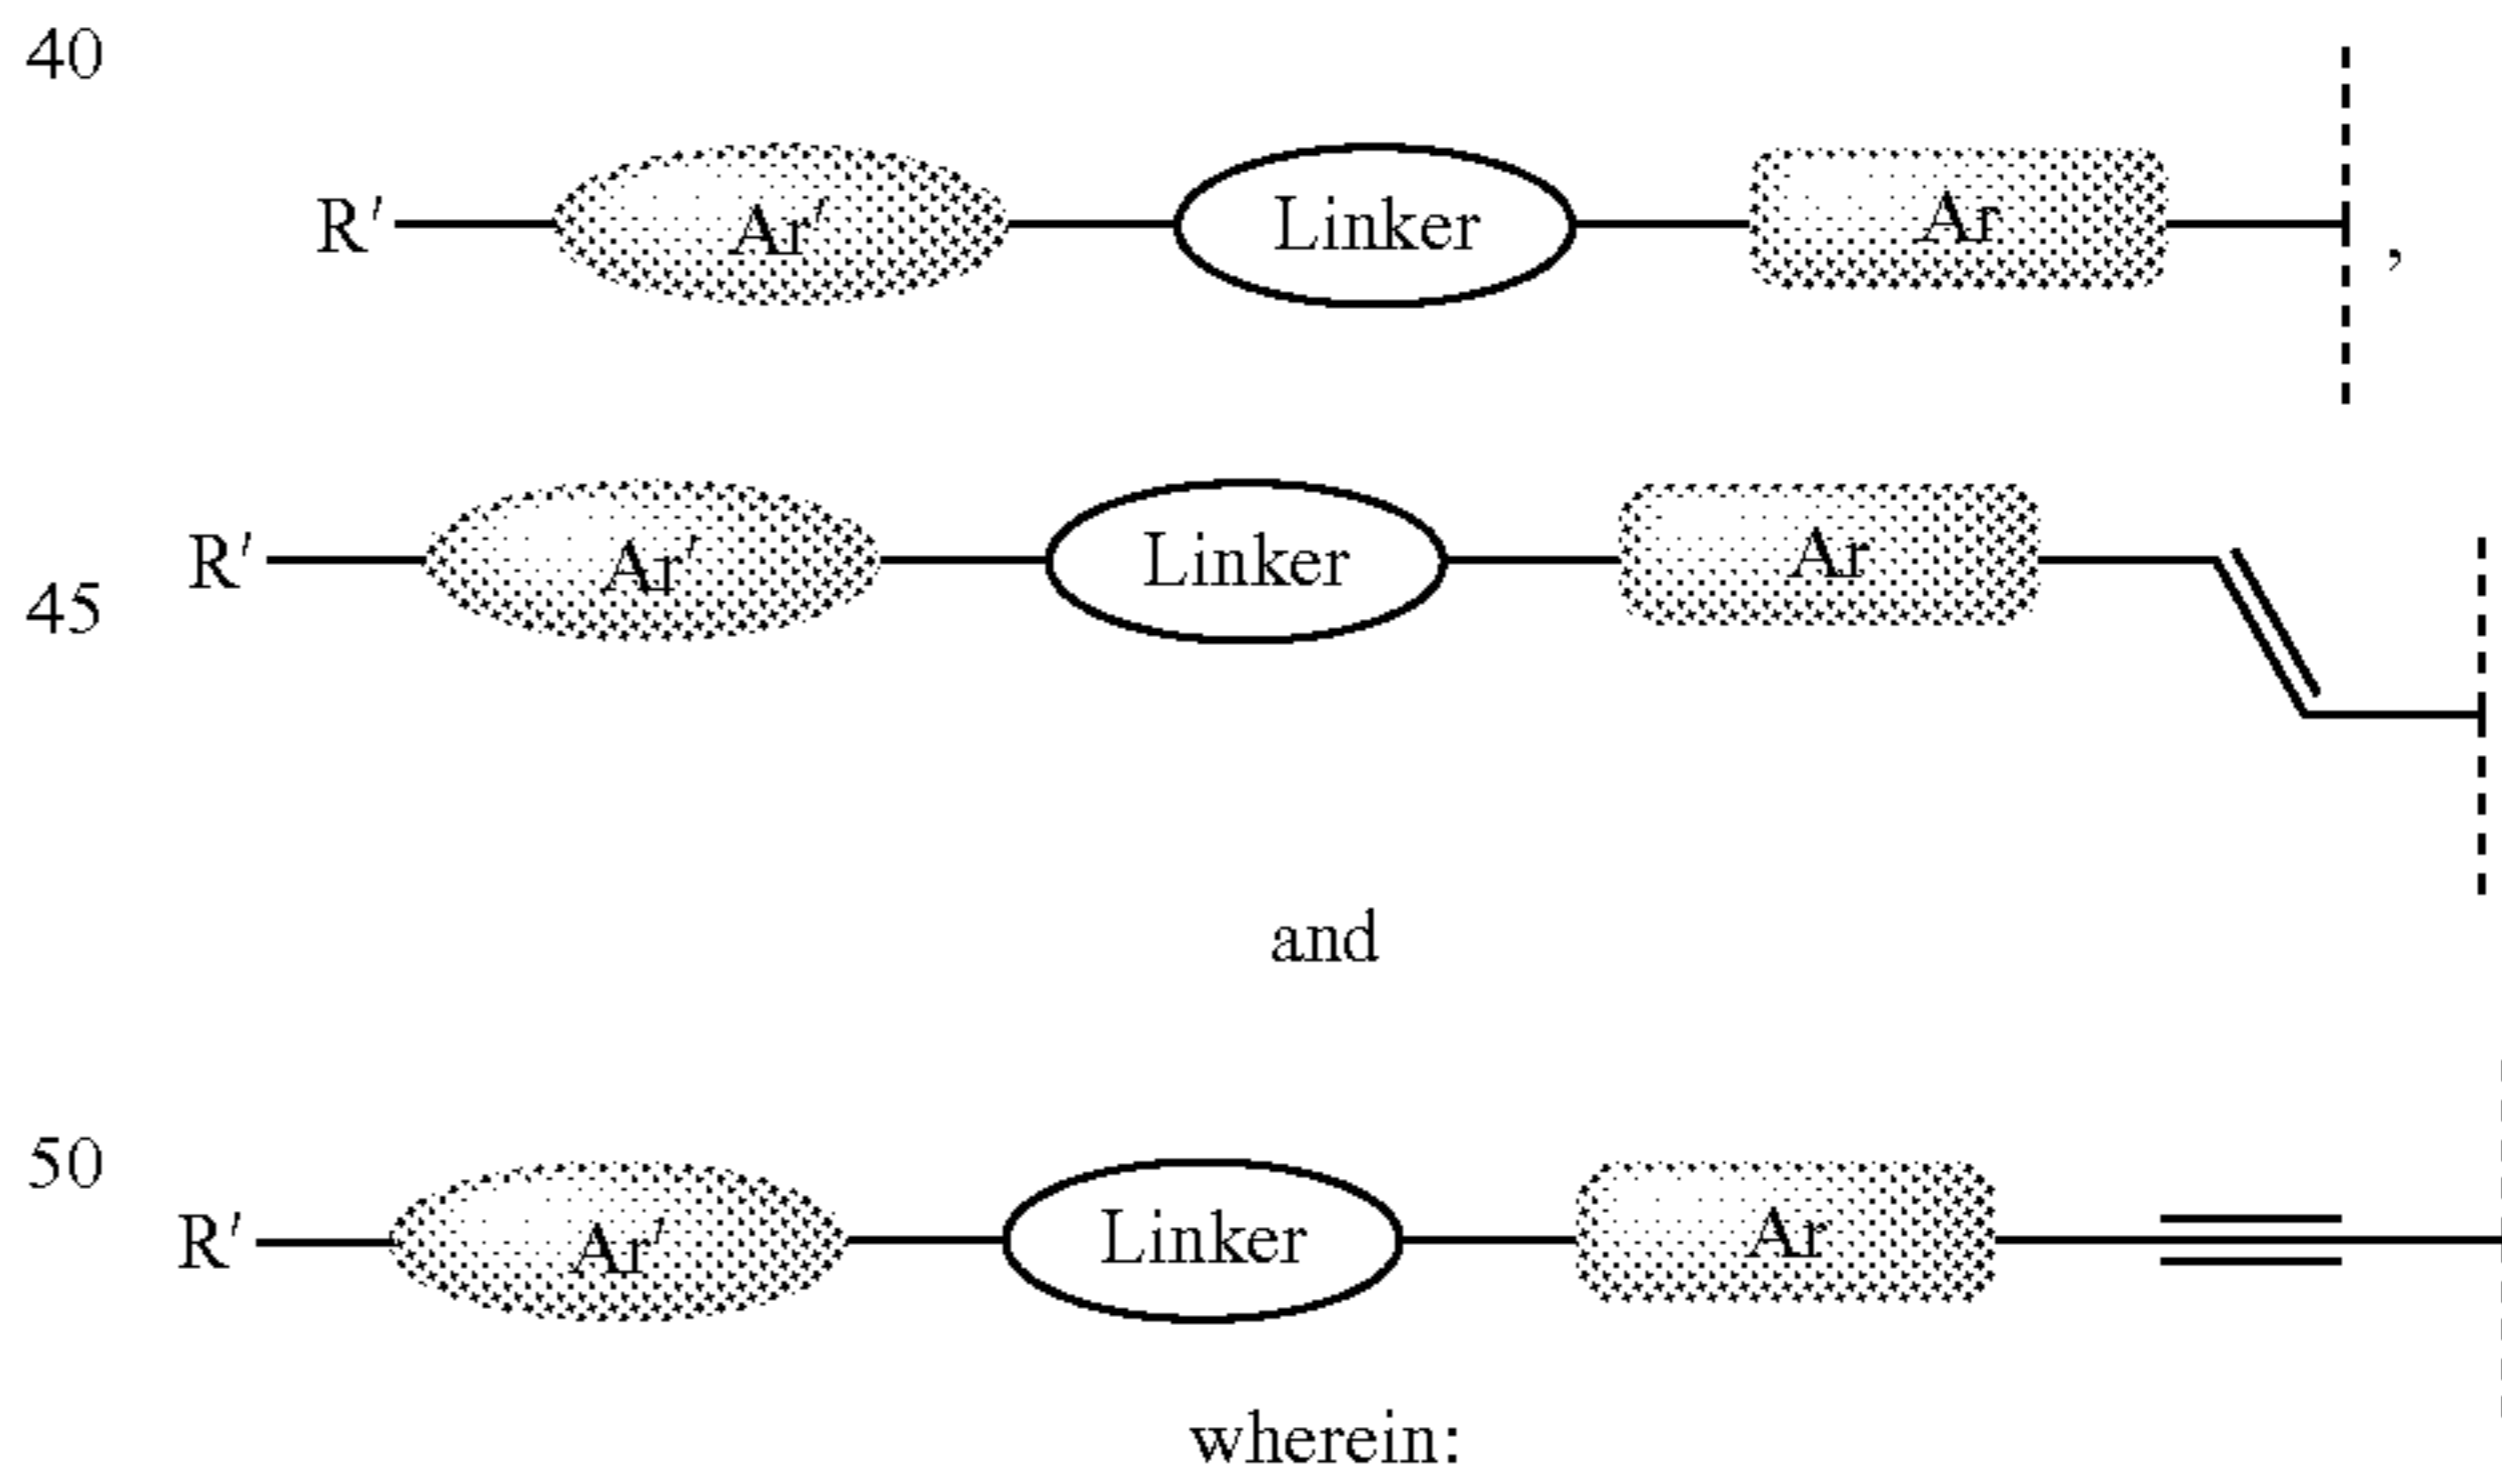 40
R′ Ar′ Linker Ar ,
R′ Ar′ Linker Ar
45
and
50
R′ Ar′ Linker Ar
wherein: